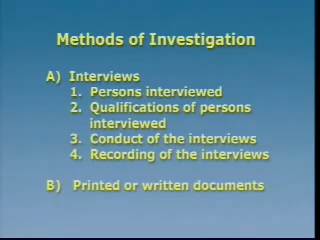 Methods of Investigation
A) Interviews
1. Persons interviewed
2. Qualifications of persons
interviewed
3. Conduct of the interviews
4. Recording of the interviews
B) Printed or written documents